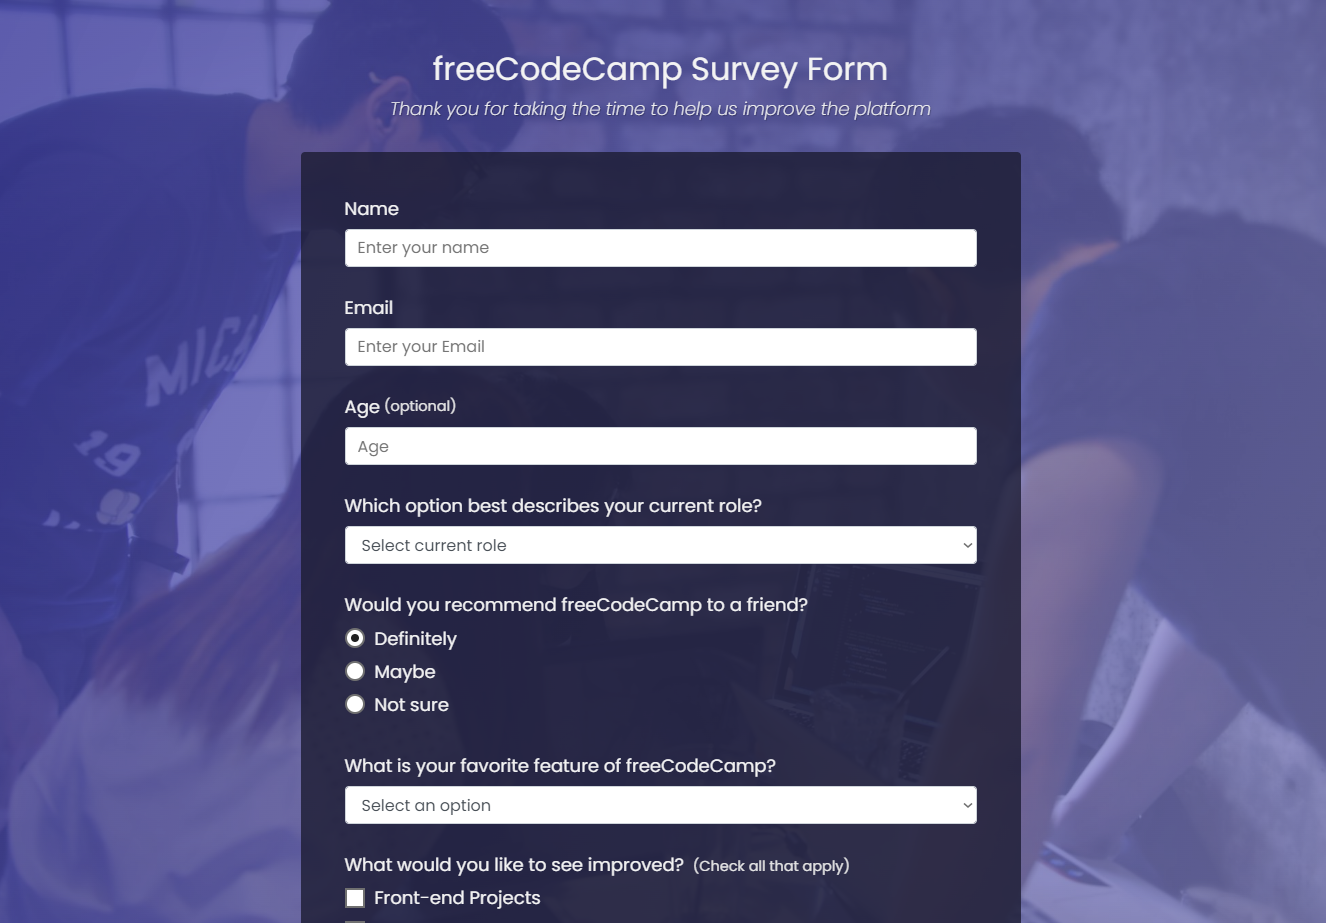 freeCodeCamp Survey Form
Thank you for taking the time to help us improve the platform
Name
Enter your name
Email
Enter your Email
Age (optional)
Age
Which option best describes your current role?
Select current role
Would you recommend freeCodeCamp to a friend?
Definitely
Maybe
Not sure
What is your favorite feature of freeCodeCamp?
Select an option
What would you like to see improved? (Check all that apply)
Front-end Projects
MICH
19